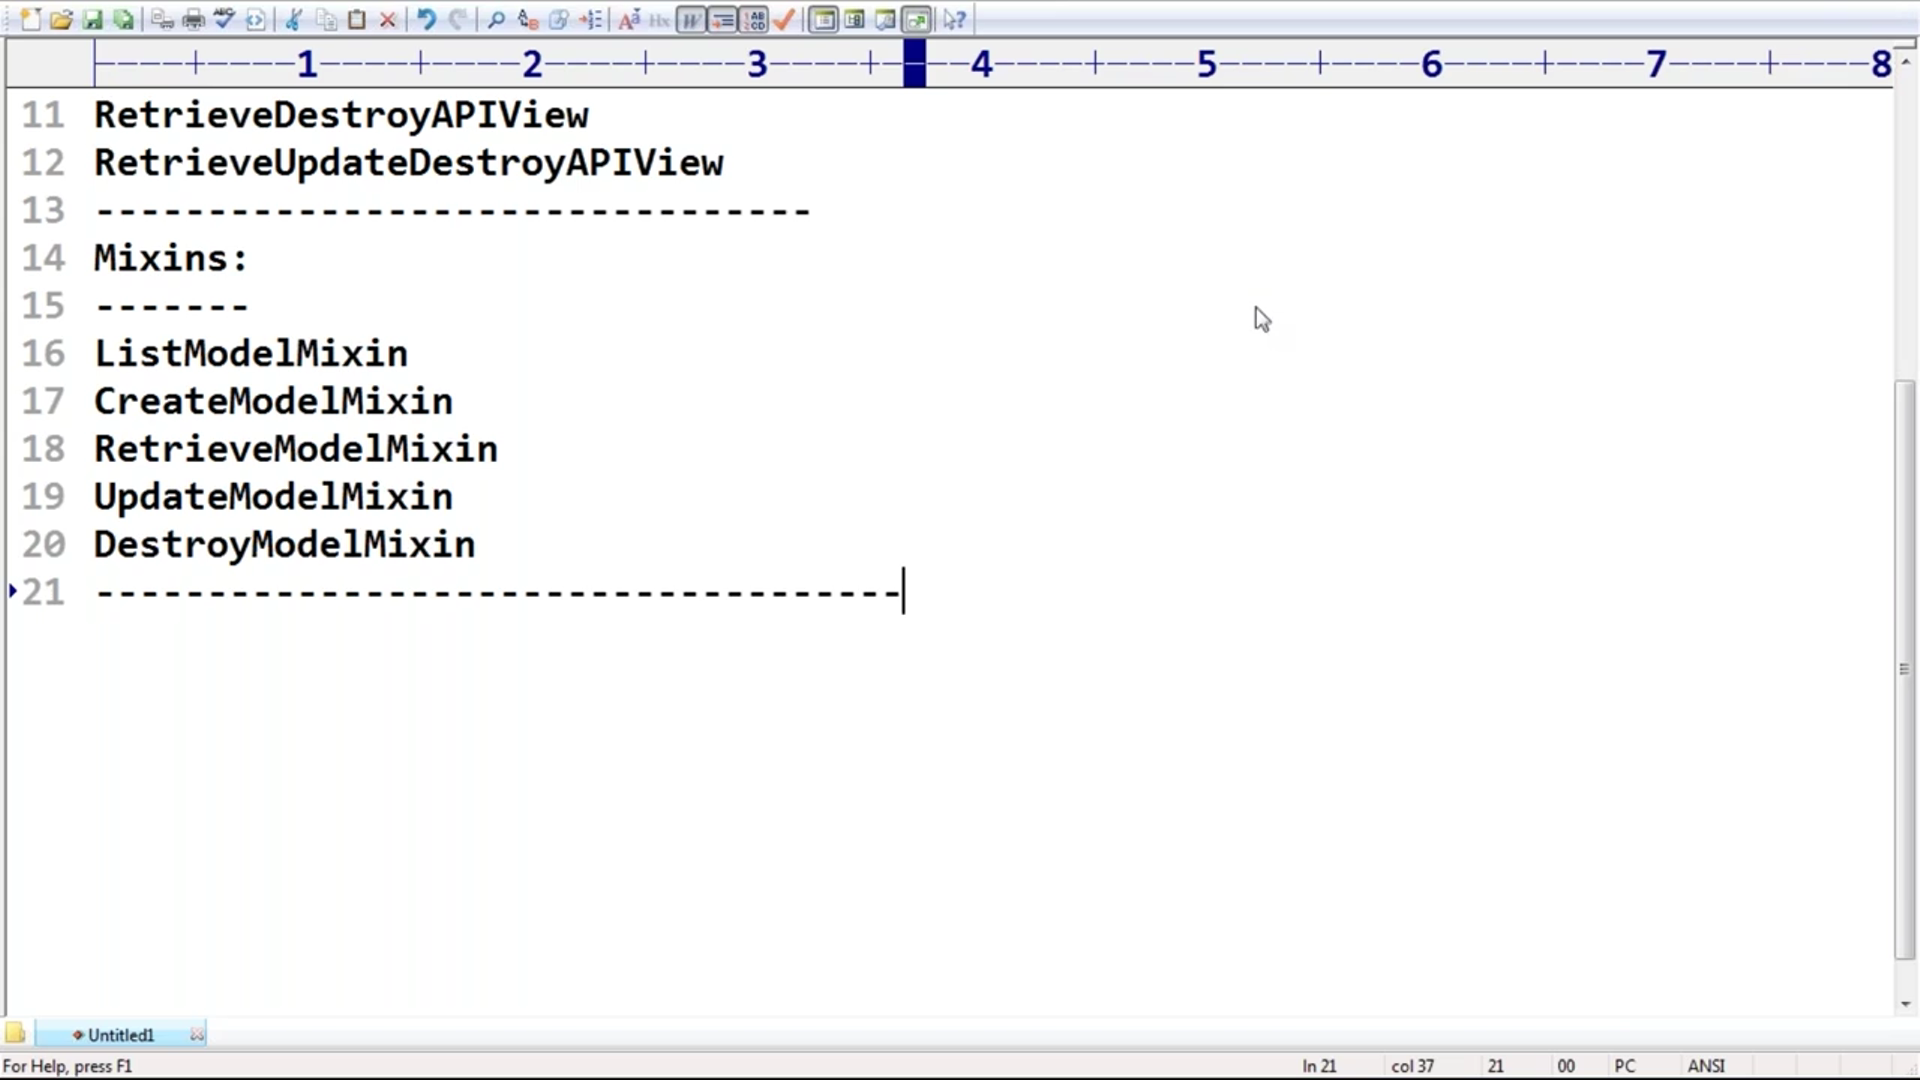 1 2 3 4 5 6 7 8
11 RetrieveDestroyAPIView
12 RetrieveUpdateDestroyAPIView
13 --------------------------------
14 Mixins:
15 -------
16 ListModelMixin
17 CreateModelMixin
18 RetrieveModelMixin
19 UpdateModelMixin
20 DestroyModelMixin
21 ------------------------------------
Untitled1
For Help, press F1 ln 21 col 37 21 00 PC ANSI